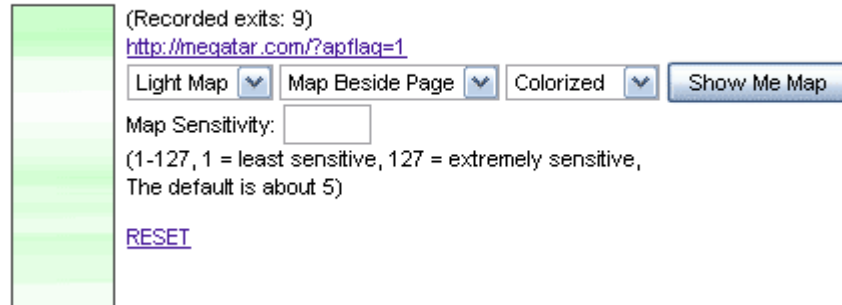 (Recorded exits: 9)
http://megatar.com/?apflag=1
Light Map Map Beside Page Colorized Show Me Map
Map Sensitivity:
(1-127, 1 = least sensitive, 127 = extremely sensitive,
The default is about 5)
RESET